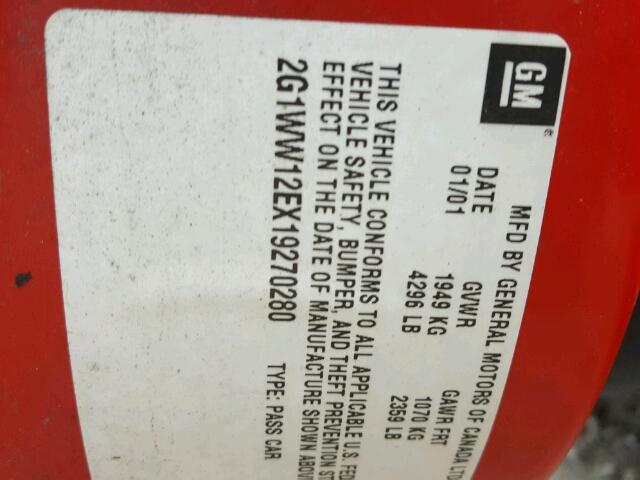 GM
MFD BY GENERAL MOTORS OF CANADA LTD
DATE GVWR GAWR FRT
01/01 1949 KG 1070 KG
4296 LB 2359 LB
THIS VEHICLE CONFORMS TO ALL APPLICABLE U.S. FED
VEHICLE SAFETY, BUMPER, AND THEFT PREVENTION ST
EFFECT ON THE DATE OF MANUFACTURE SHOWN ABOV
2G1WW12EX19270280 TYPE: PASS CAR